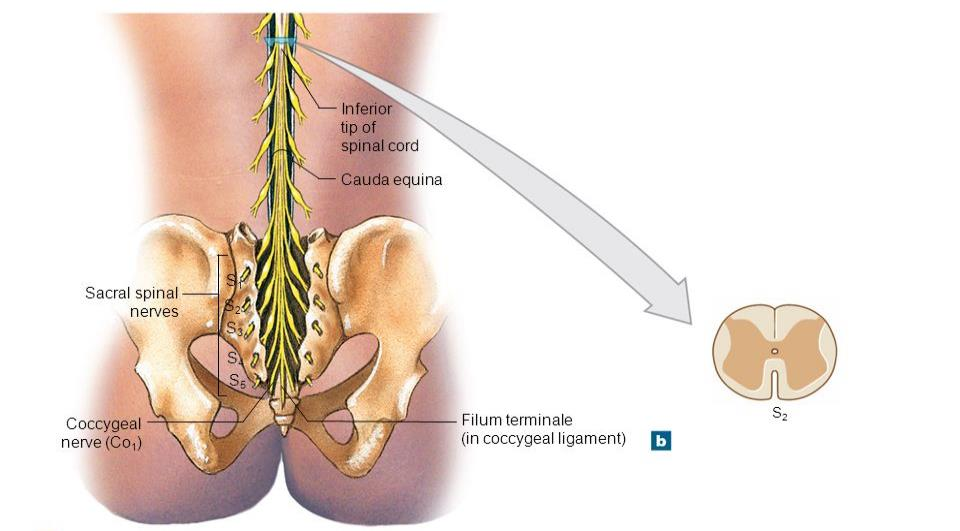 Inferior
tip of
spinal cord
Cauda equina
Sacral spinal
nerves
S₁
S₂
S₃
S₄
S₅
Coccygeal
nerve (Co₁)
Filum terminale
(in coccygeal ligament)
b
S₂